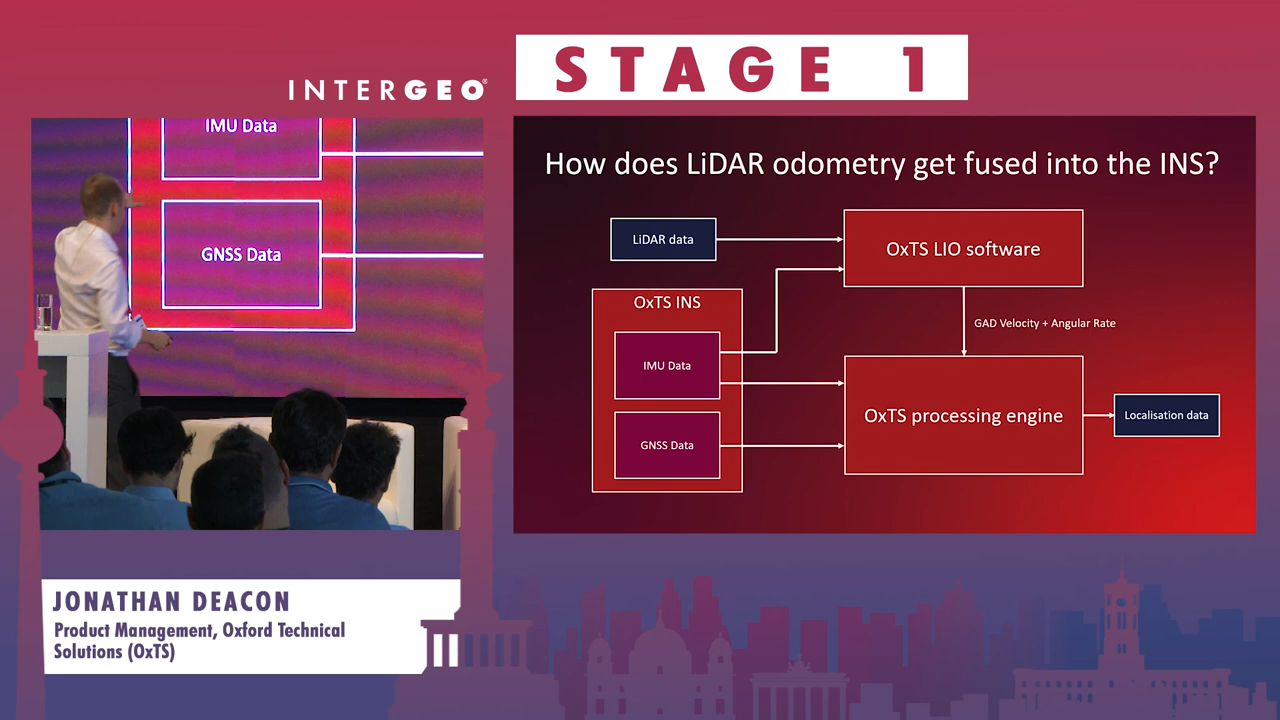 STAGE 1
INTERGEO®
IMU Data
GNSS Data
How does LiDAR odometry get fused into the INS?
LiDAR data
OxTS LIO software
OxTS INS
GAD Velocity + Angular Rate
IMU Data
OxTS processing engine
Localisation data
GNSS Data
JONATHAN DEACON
Product Management, Oxford Technical
Solutions (OxTS)